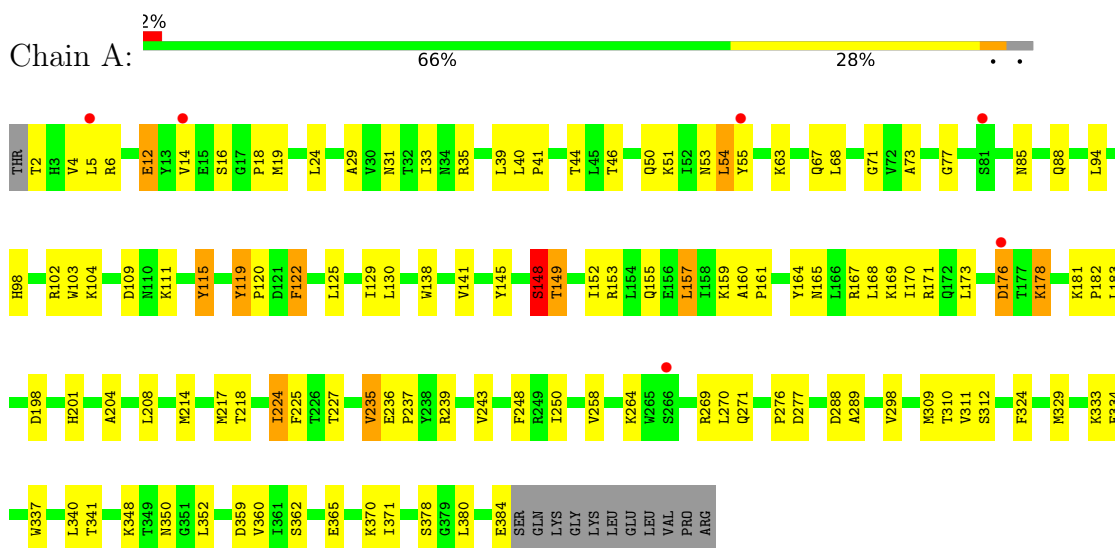 2%
Chain A:
66% 28% • •
THR T2 H3 V4 L5 R6 E12 Y13 V14 E15 S16 G17 P18 M19 L24 A29 V30 N31 T32 I33 N34 R35 L39 L40 P41 T44 L45 T46 Q50 K51 I52 N53 L54 Y55 K63 Q67 L68 G71 V72 A73 G77 S81 N85 Q88 L94
H98 R102 W103 K104 D109 N110 K111 Y115 Y119 P120 D121 F122 L125 I129 L130 W138 V141 Y145 S148 T149 I152 R153 L154 Q155 E156 L157 I158 K159 A160 P161 Y164 N165 L166 R167 L168 K169 I170 R171 Q172 L173 D176 T177 K178 K181 P182 L183
D198 H201 A204 L208 M214 M217 T218 I224 F225 T226 T227 V235 E236 P237 Y238 R239 V243 F248 R249 I250 V258 K264 W265 S266 R269 L270 Q271 P276 D277 D288 A289 V298 M309 T310 V311 S312 F324 M329 K333
W337 L340 T341 K348 T349 N350 G351 L352 D359 V360 I361 S362 E365 K370 I371 S378 G379 L380 E384 SER GLN LYS GLY LYS LEU GLU LEU VAL PRO ARG